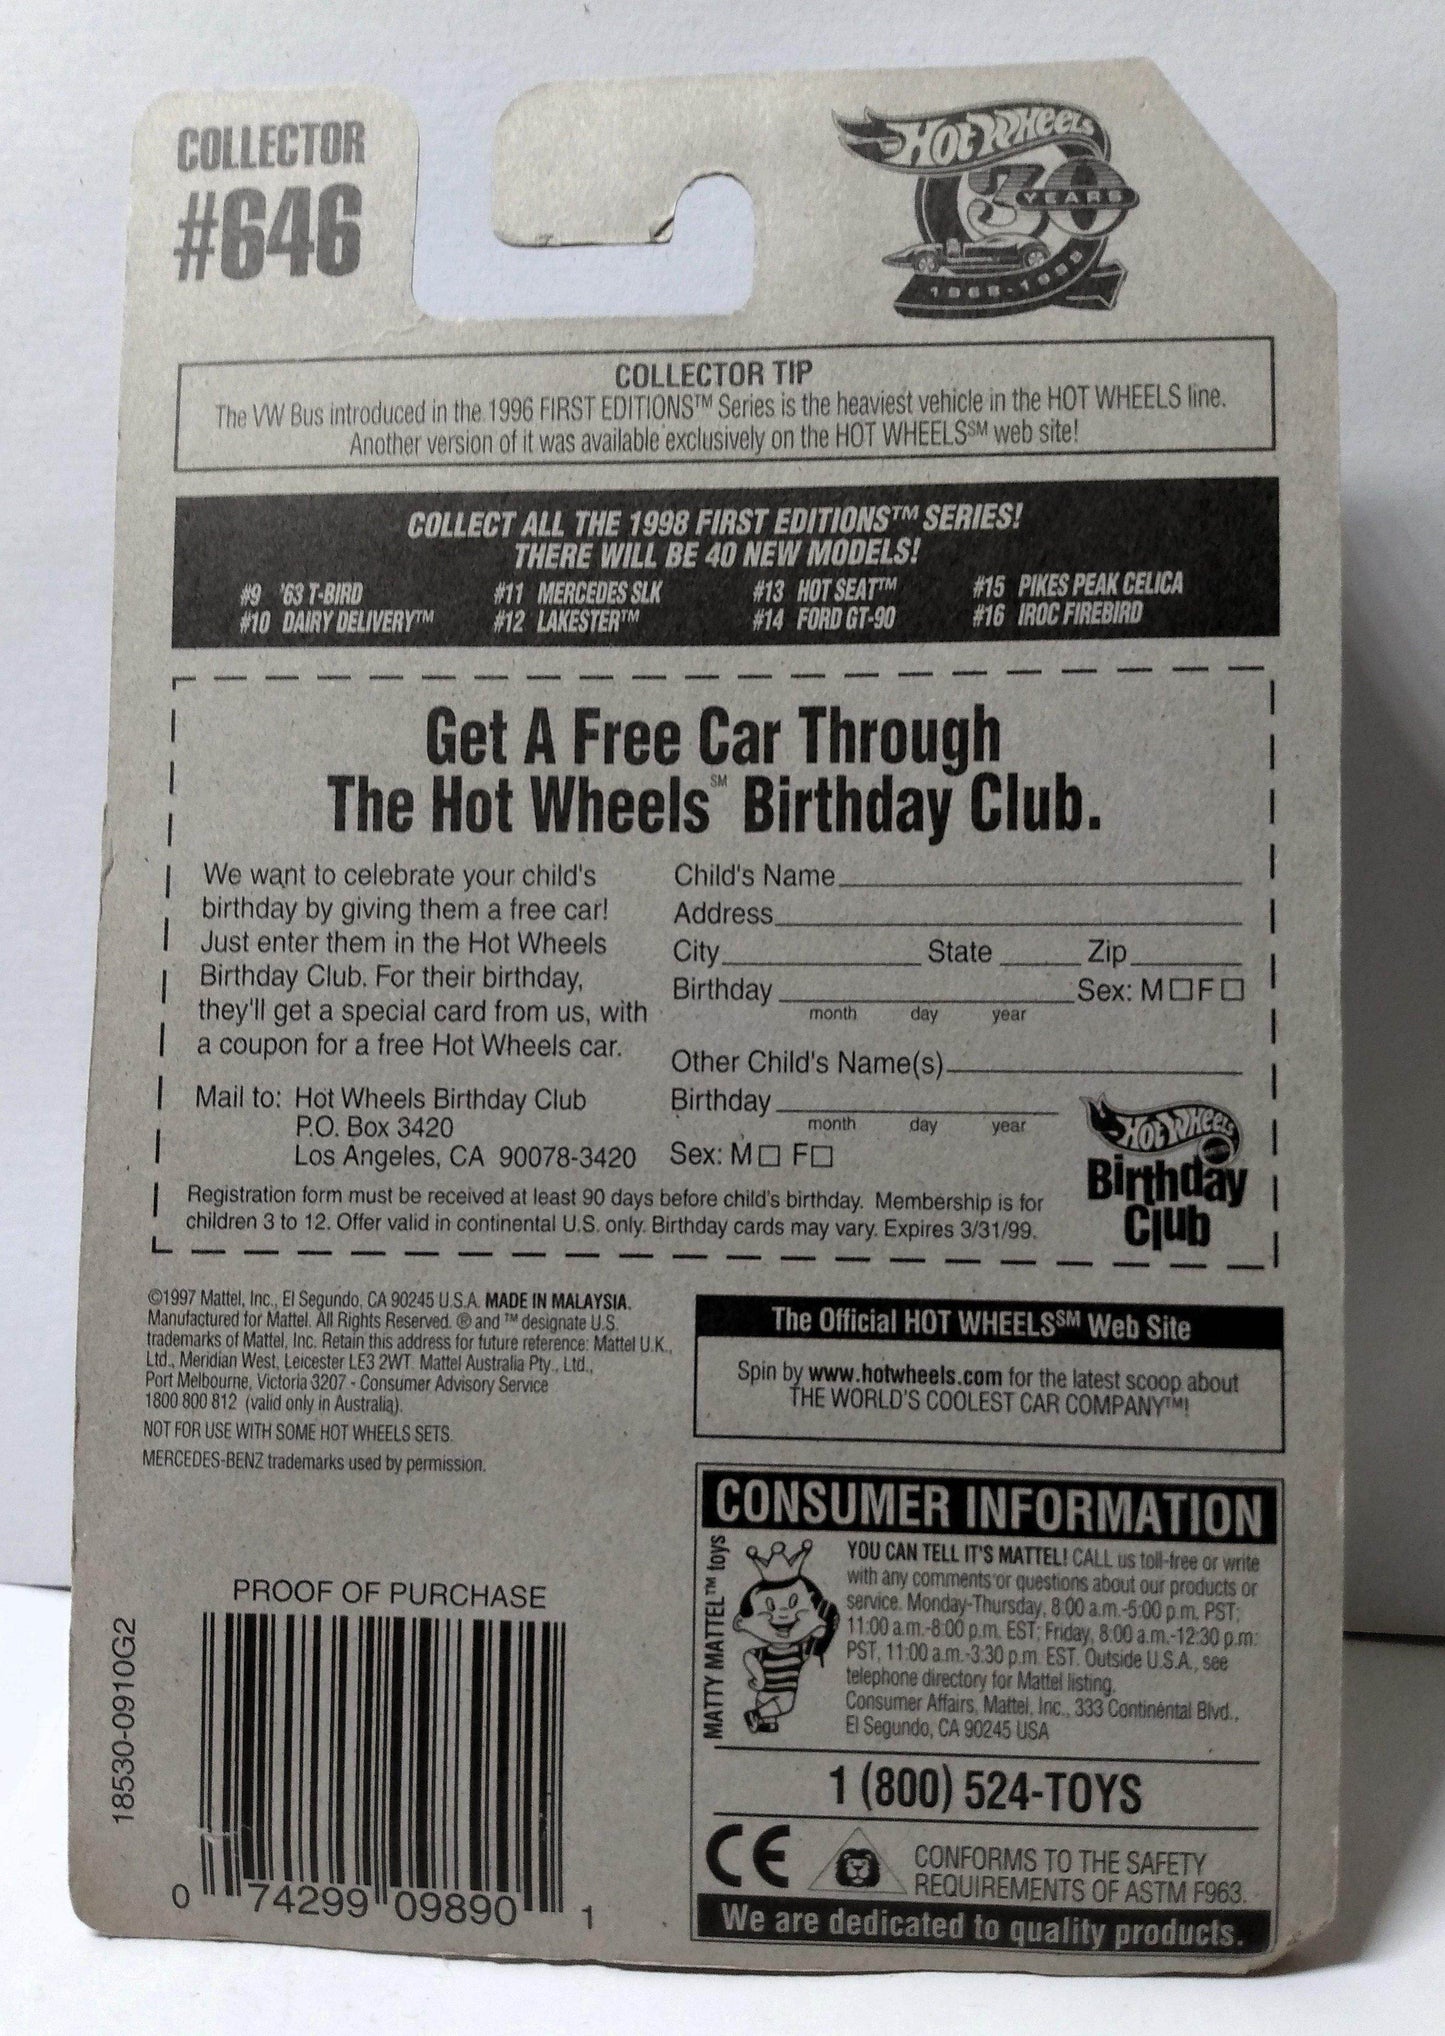 COLLECTOR
#646
Hot Wheels
30
YEARS
1968-1998
COLLECTOR TIP
The VW Bus introduced in the 1996 FIRST EDITIONS™ Series is the heaviest vehicle in the HOT WHEELS line.
Another version of it was available exclusively on the HOT WHEELS℠ web site!
COLLECT ALL THE 1998 FIRST EDITIONS™ SERIES!
THERE WILL BE 40 NEW MODELS!
#9 '63 T-BIRD #11 MERCEDES SLK #13 HOT SEAT™ #15 PIKES PEAK CELICA
#10 DAIRY DELIVERY™ #12 LAKESTER™ #14 FORD GT-90 #16 IROC FIREBIRD
Get A Free Car Through
The Hot Wheels℠ Birthday Club.
We want to celebrate your child's
birthday by giving them a free car!
Just enter them in the Hot Wheels
Birthday Club. For their birthday,
they'll get a special card from us, with
a coupon for a free Hot Wheels car.
Mail to: Hot Wheels Birthday Club
P.O. Box 3420
Los Angeles, CA 90078-3420
Child's Name
Address
City State Zip
Birthday Sex: M☐ F☐
month day year
Other Child's Name(s)
Birthday
month day year
Sex: M☐ F☐
Hot Wheels
Birthday
Club
Registration form must be received at least 90 days before child's birthday. Membership is for
children 3 to 12. Offer valid in continental U.S. only. Birthday cards may vary. Expires 3/31/99.
©1997 Mattel, Inc., El Segundo, CA 90245 U.S.A. MADE IN MALAYSIA.
Manufactured for Mattel. All Rights Reserved. ® and ™ designate U.S.
trademarks of Mattel, Inc. Retain this address for future reference: Mattel U.K.,
Ltd., Meridian West, Leicester LE3 2WT. Mattel Australia Pty., Ltd.,
Port Melbourne, Victoria 3207 - Consumer Advisory Service
1800 800 812 (valid only in Australia).
NOT FOR USE WITH SOME HOT WHEELS SETS.
MERCEDES-BENZ trademarks used by permission.
The Official HOT WHEELS℠ Web Site
Spin by www.hotwheels.com for the latest scoop about
THE WORLD'S COOLEST CAR COMPANY™!
CONSUMER INFORMATION
MATTY MATTEL™ toys
YOU CAN TELL IT'S MATTEL! CALL us toll-free or write
with any comments or questions about our products or
service. Monday-Thursday, 8:00 a.m.-5:00 p.m. PST;
11:00 a.m.-8:00 p.m. EST; Friday, 8:00 a.m.-12:30 p.m.
PST, 11:00 a.m.-3:30 p.m. EST. Outside U.S.A., see
telephone directory for Mattel listing.
Consumer Affairs, Mattel, Inc., 333 Continental Blvd.,
El Segundo, CA 90245 USA
1 (800) 524-TOYS
CE
CONFORMS TO THE SAFETY
REQUIREMENTS OF ASTM F963.
We are dedicated to quality products.
PROOF OF PURCHASE
18530-0910G2
0 74299 09890 1